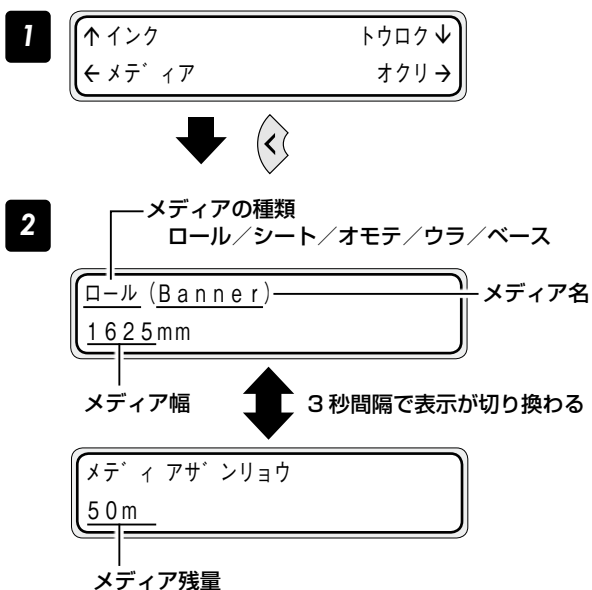 1
↑インク トウロク↓
←メディア オクリ→
2
メディアの種類
ロール／シート／オモテ／ウラ／ベース
ロール（Banner） メディア名
1625mm
メディア幅 3秒間隔で表示が切り換わる
メディアザンリョウ
50m
メディア残量